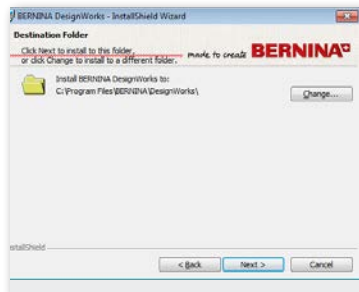 BERNINA DesignWorks - InstallShield Wizard
Destination Folder
Click Next to install to this folder,
or click Change to install to a different folder.
made to create BERNINA
Install BERNINA DesignWorks to:
C:\Program Files\BERNINA\DesignWorks\
Change...
stallShield
< Back
Next >
Cancel